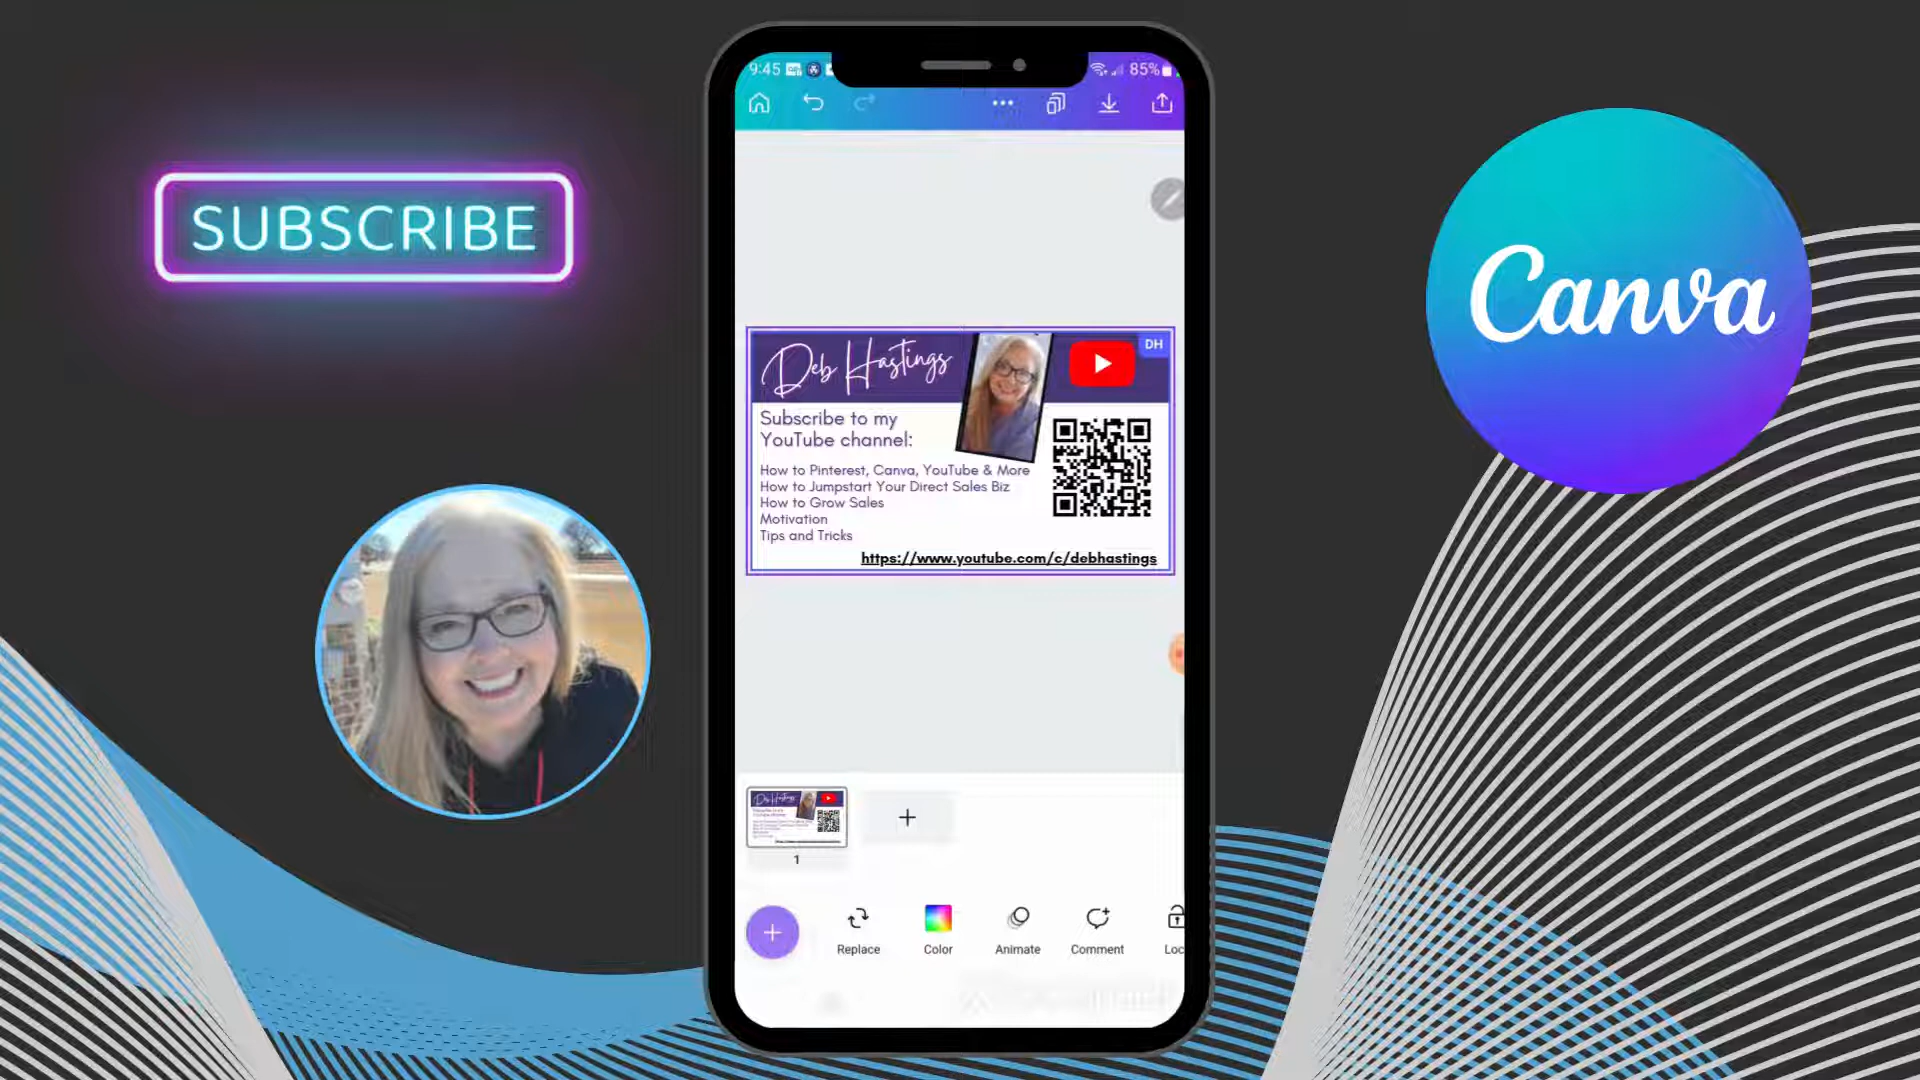 SUBSCRIBE
9:45
85%
Canva
Deb Hastings
DH
Subscribe to my
YouTube channel:
How to Pinterest, Canva, YouTube & More
How to Jumpstart Your Direct Sales Biz
How to Grow Sales
Motivation
Tips and Tricks
https://www.youtube.com/c/debhastings
1
Replace
Color
Animate
Comment
Loc